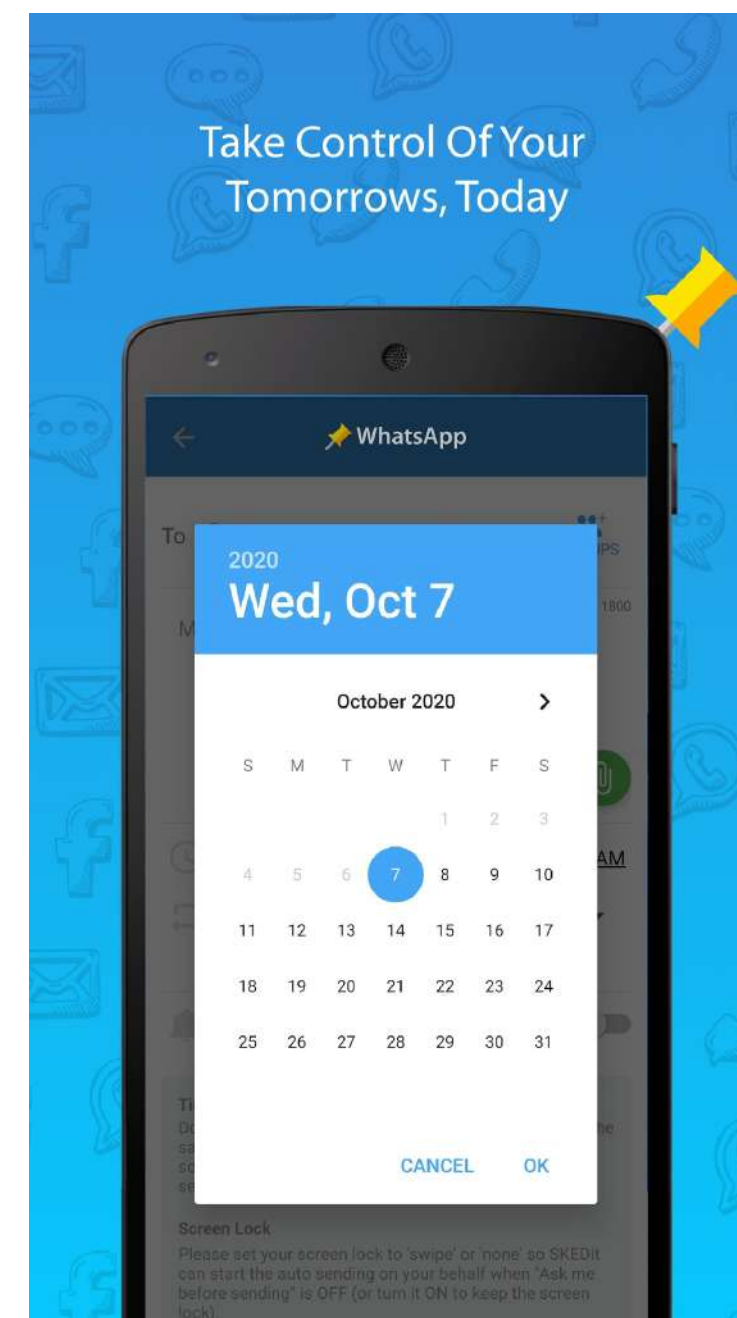 Take Control Of Your
Tomorrows, Today
WhatsApp
To
2020
Wed, Oct 7
1800
October 2020
S M T W T F S
1 2 3
4 5 6 7 8 9 10
AM
11 12 13 14 15 16 17
18 19 20 21 22 23 24
25 26 27 28 29 30 31
CANCEL OK
Screen Lock
Please set your screen lock to 'swipe' or 'none' so SKEDit
can start the auto sending on your behalf when "Ask me
before sending" is OFF (or turn it ON to keep the screen
lock)